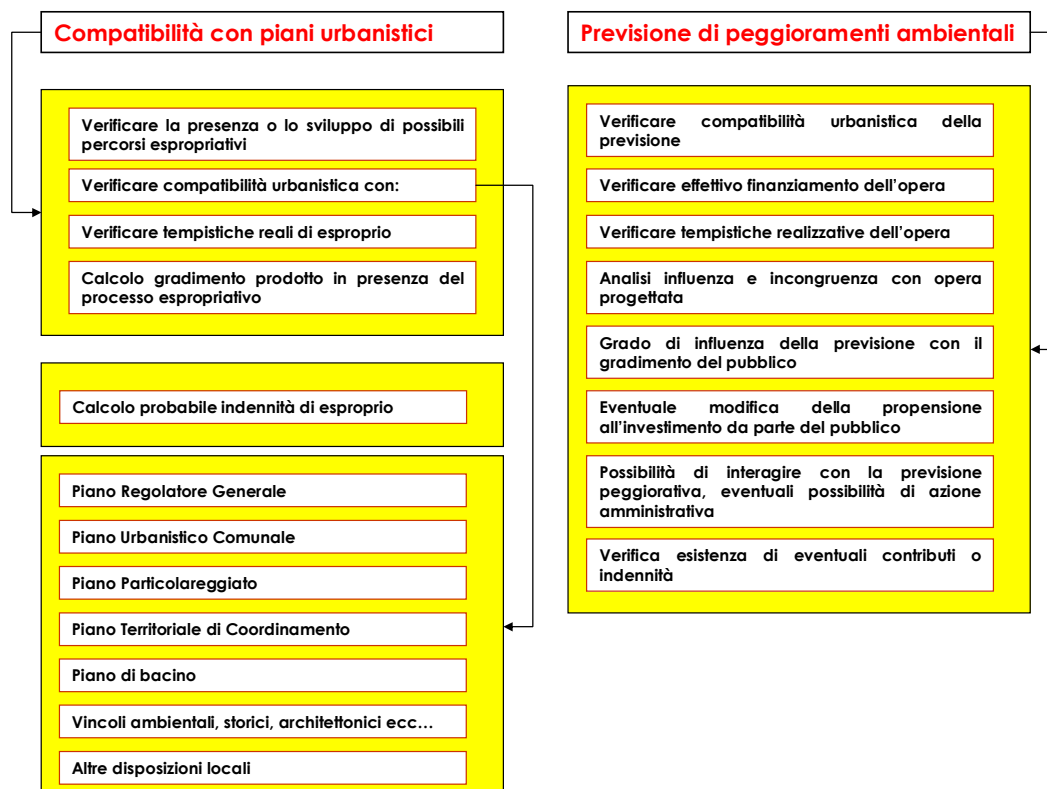 Compatibilità con piani urbanistici
Verificare la presenza o lo sviluppo di possibili
percorsi espropriativi
Verificare compatibilità urbanistica con:
Verificare tempistiche reali di esproprio
Calcolo gradimento prodotto in presenza del
processo espropriativo
Calcolo probabile indennità di esproprio
Piano Regolatore Generale
Piano Urbanistico Comunale
Piano Particolareggiato
Piano Territoriale di Coordinamento
Piano di bacino
Vincoli ambientali, storici, architettonici ecc…
Altre disposizioni locali
Previsione di peggioramenti ambientali
Verificare compatibilità urbanistica della
previsione
Verificare effettivo finanziamento dell'opera
Verificare tempistiche realizzative dell'opera
Analisi influenza e incongruenza con opera
progettata
Grado di influenza della previsione con il
gradimento del pubblico
Eventuale modifica della propensione
all'investimento da parte del pubblico
Possibilità di interagire con la previsione
peggiorativa, eventuali possibilità di azione
amministrativa
Verifica esistenza di eventuali contributi o
indennità